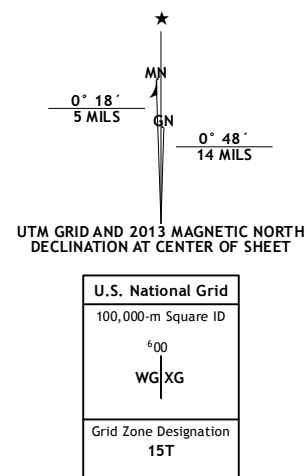 ★
MN
0° 18´
5 MILS
GN
0° 48´
14 MILS
UTM GRID AND 2013 MAGNETIC NORTH
DECLINATION AT CENTER OF SHEET
U.S. National Grid
100,000-m Square ID
⁶00
WG XG
Grid Zone Designation
15T